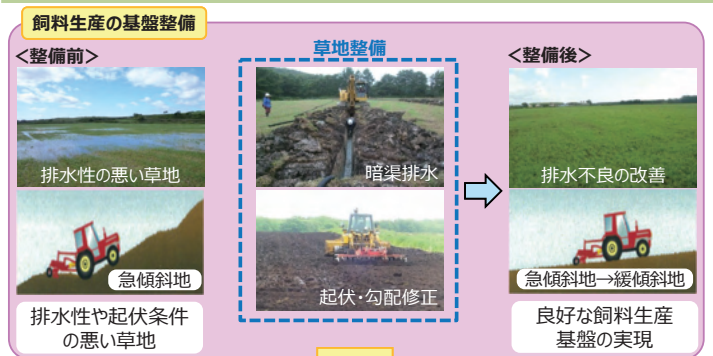 飼料生産の基盤整備
<整備前>
草地整備
<整備後>
排水性の悪い草地
暗渠排水
排水不良の改善
急傾斜地
起伏・勾配修正
急傾斜地→緩傾斜地
排水性や起伏条件
の悪い草地
良好な飼料生産
基盤の実現